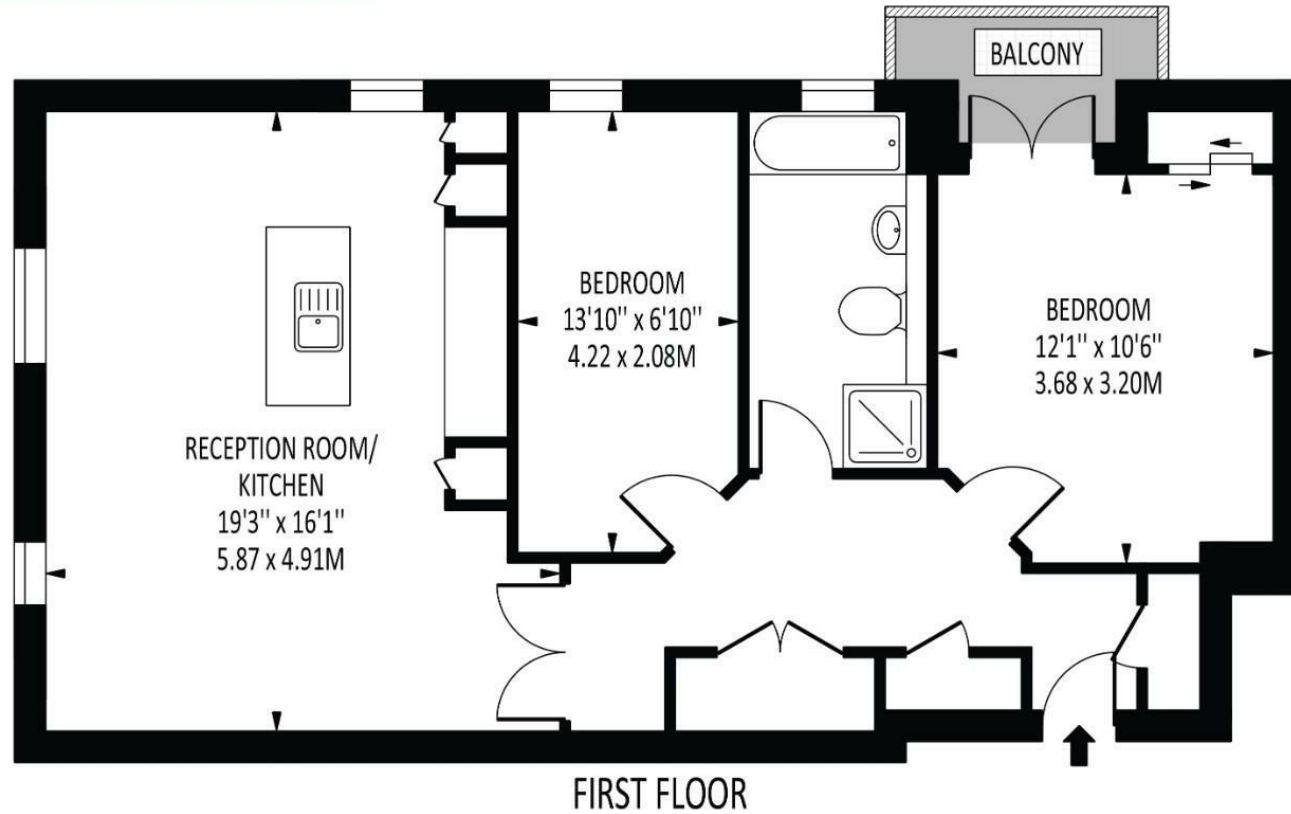 BALCONY
BEDROOM
13'10" x 6'10"
4.22 x 2.08M
BEDROOM
12'1" x 10'6"
3.68 x 3.20M
RECEPTION ROOM/
KITCHEN
19'3" x 16'1"
5.87 x 4.91M
FIRST FLOOR